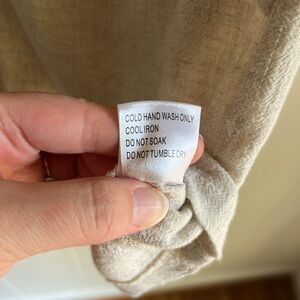 COLD HAND WASH ONLY
COOL IRON
DO NOT SOAK
DO NOT TUMBLE DRY